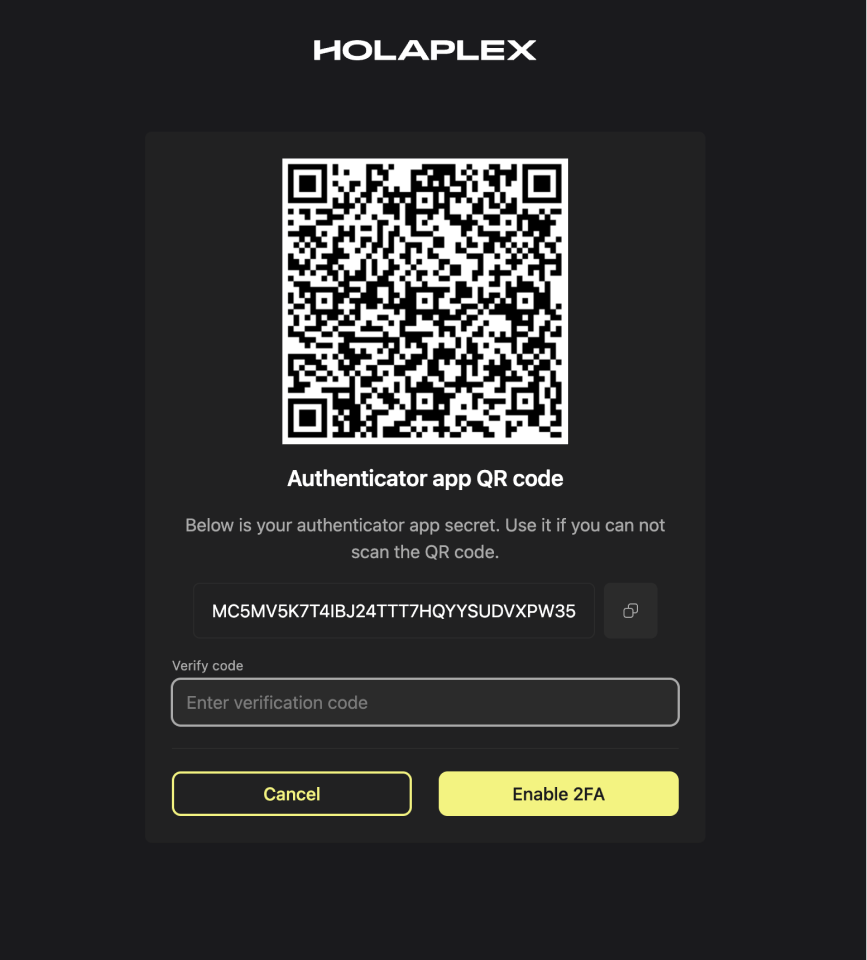 HOLAPLEX
Authenticator app QR code
Below is your authenticator app secret. Use it if you can not
scan the QR code.
MC5MV5K7T4IBJ24TTT7HQYYSUDVXPW35
Verify code
Enter verification code
Cancel
Enable 2FA